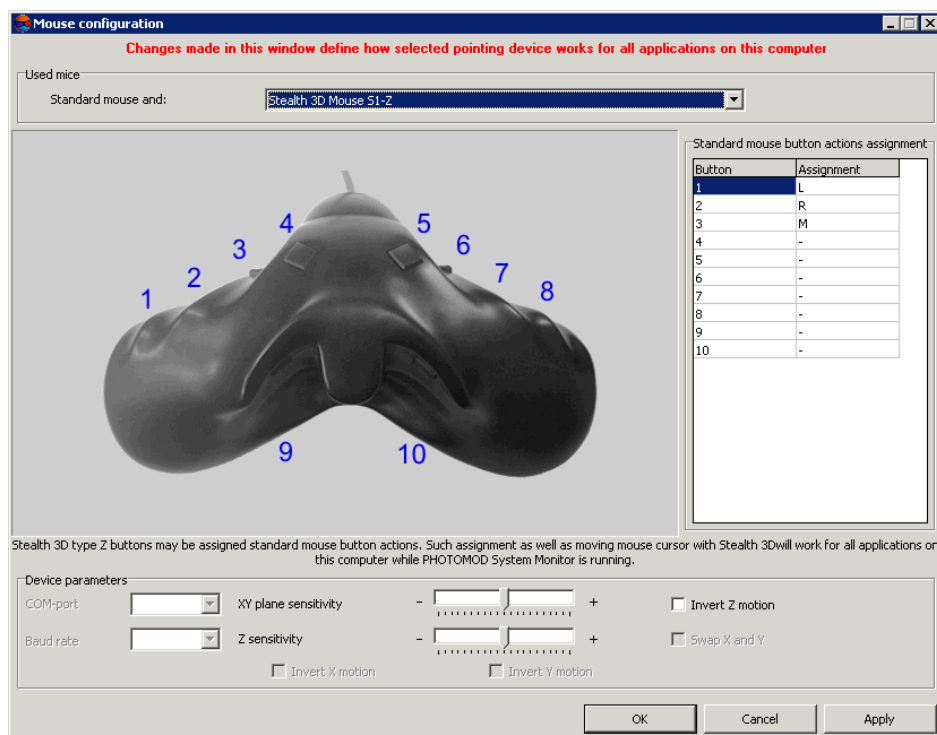 Mouse configuration
Changes made in this window define how selected pointing device works for all applications on this computer
Used mice
Standard mouse and: Stealth 3D Mouse S1-Z
Standard mouse button actions assignment
Button Assignment
1 L
2 R
3 M
4 -
5 -
6 -
7 -
8 -
9 -
10 -
4 5
3 6
2 7
1 8
9 10
Stealth 3D type Z buttons may be assigned standard mouse button actions. Such assignment as well as moving mouse cursor with Stealth 3Dwill work for all applications on
this computer while PHOTOMOD System Monitor is running.
Device parameters
COM-port XY plane sensitivity - + Invert Z motion
Baud rate Z sensitivity - + Swap X and Y
Invert X motion Invert Y motion
OK Cancel Apply